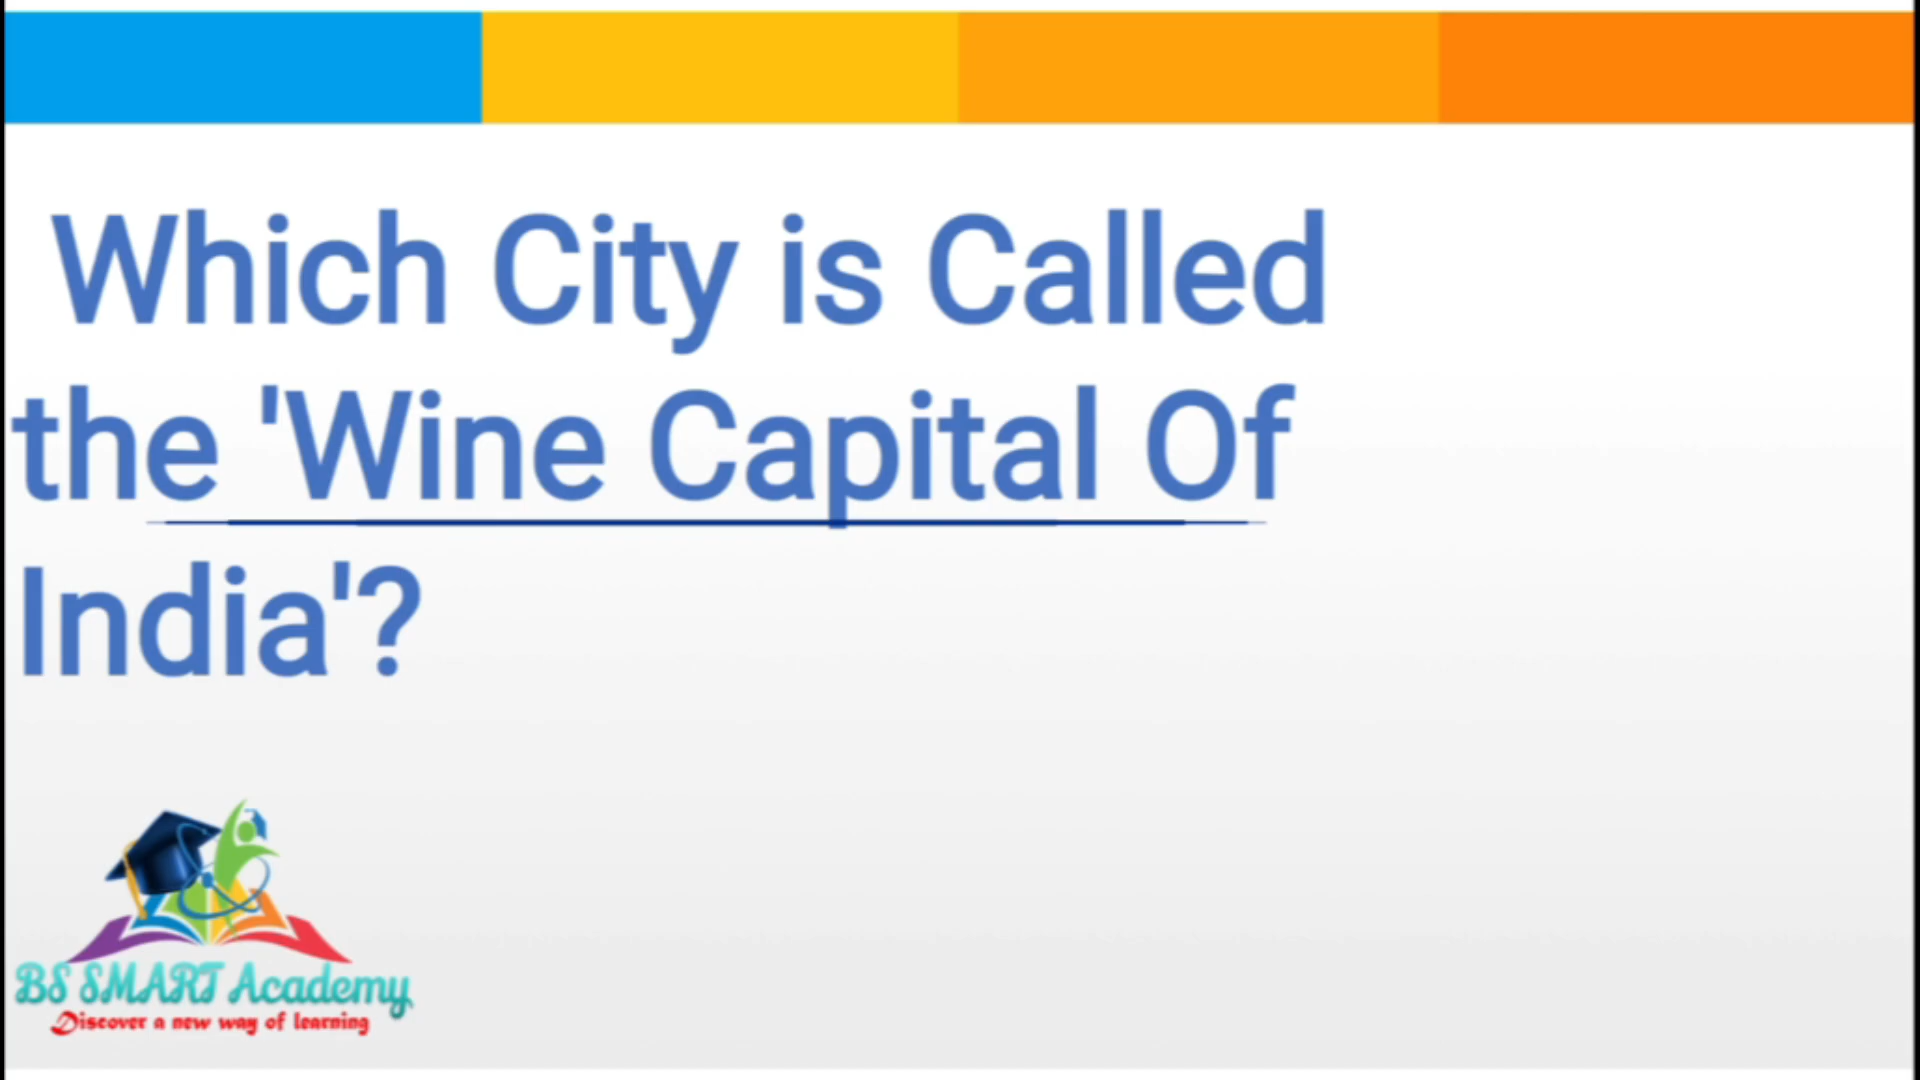 Which City is Called
the 'Wine Capital Of
India'?
BS SMART Academy
Discover a new way of learning